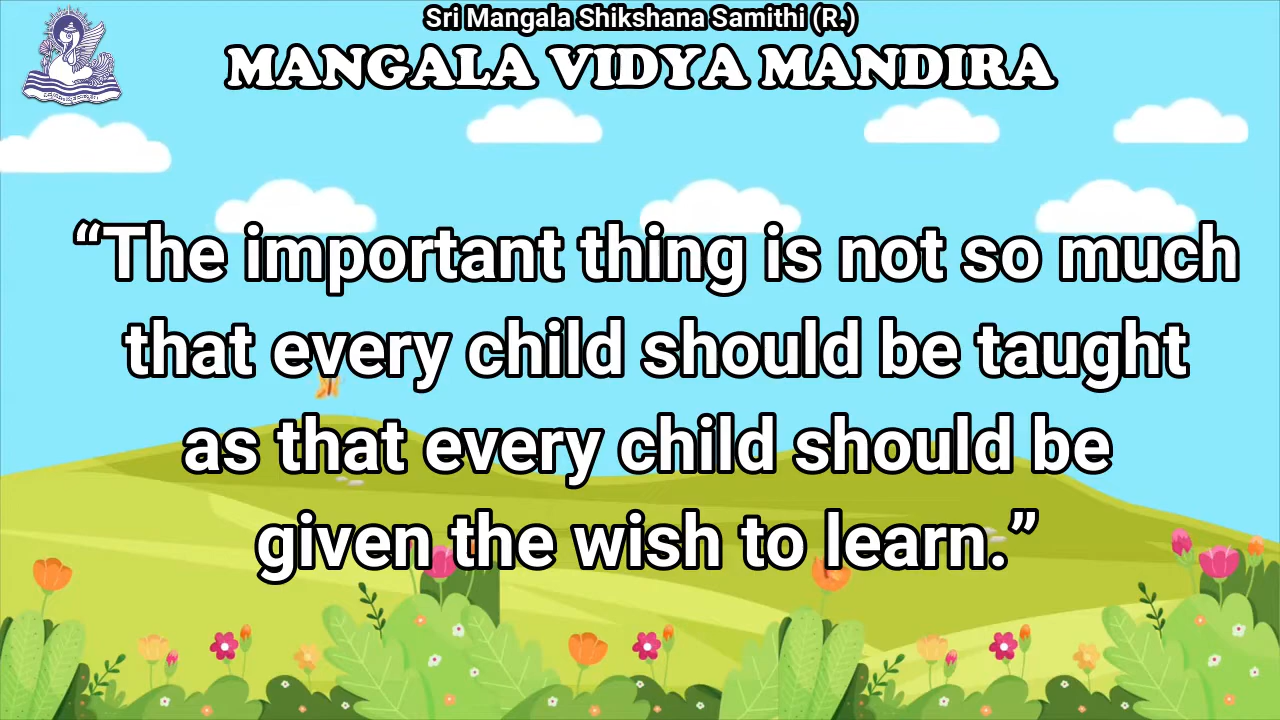 Sri Mangala Shikshana Samithi (R.)
MANGALA VIDYA MANDIRA
“The important thing is not so much
that every child should be taught
as that every child should be
given the wish to learn.”